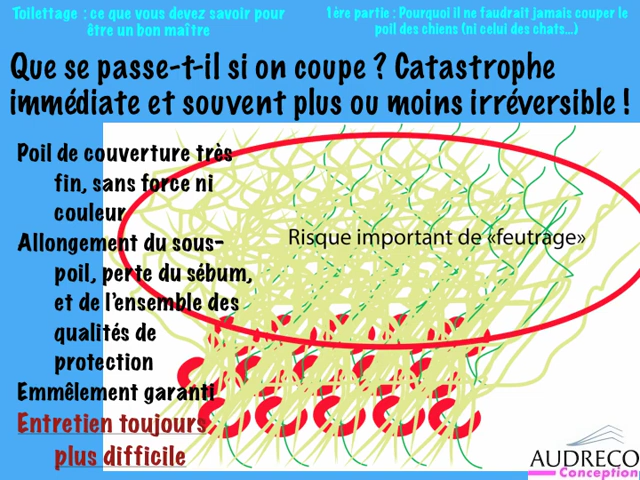 Toilettage : ce que vous devez savoir pour
être un bon maître
1ère partie : Pourquoi il ne faudrait jamais couper le
poil des chiens (ni celui des chats...)
Que se passe-t-il si on coupe ? Catastrophe
immédiate et souvent plus ou moins irréversible !
Poil de couverture très
fin, sans force ni
couleur
Allongement du sous-
poil, perte du sébum,
et de l'ensemble des
qualités de
protection
Emmêlement garanti
Entretien toujours
plus difficile
Risque important de «feutrage»
AUDRECO
Conception